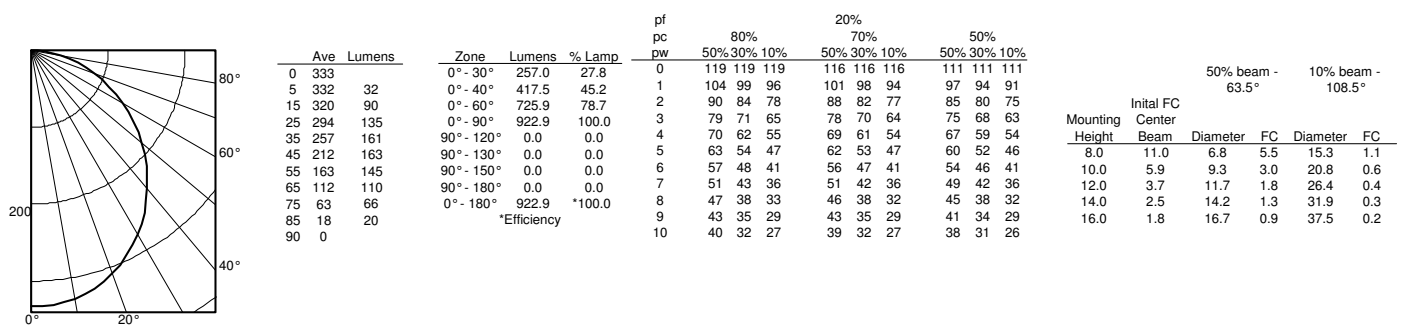 80°
60°
200
40°
0° 20°
Ave Lumens
0 333
5 332 32
15 320 90
25 294 135
35 257 161
45 212 163
55 163 145
65 112 110
75 63 66
85 18 20
90 0
Zone Lumens % Lamp
0° - 30° 257.0 27.8
0° - 40° 417.5 45.2
0° - 60° 725.9 78.7
0° - 90° 922.9 100.0
90° - 120° 0.0 0.0
90° - 130° 0.0 0.0
90° - 150° 0.0 0.0
90° - 180° 0.0 0.0
0° - 180° 922.9 *100.0
*Efficiency
pf 20%
pc 80% 70% 50%
pw 50% 30% 10% 50% 30% 10% 50% 30% 10%
0 119 119 119 116 116 116 111 111 111
1 104 99 96 101 98 94 97 94 91
2 90 84 78 88 82 77 85 80 75
3 79 71 65 78 70 64 75 68 63
4 70 62 55 69 61 54 67 59 54
5 63 54 47 62 53 47 60 52 46
6 57 48 41 56 47 41 54 46 41
7 51 43 36 51 42 36 49 42 36
8 47 38 33 46 38 32 45 38 32
9 43 35 29 43 35 29 41 34 29
10 40 32 27 39 32 27 38 31 26
50% beam - 10% beam -
63.5° 108.5°
Inital FC
Mounting Center
Height Beam Diameter FC Diameter FC
8.0 11.0 6.8 5.5 15.3 1.1
10.0 5.9 9.3 3.0 20.8 0.6
12.0 3.7 11.7 1.8 26.4 0.4
14.0 2.5 14.2 1.3 31.9 0.3
16.0 1.8 16.7 0.9 37.5 0.2